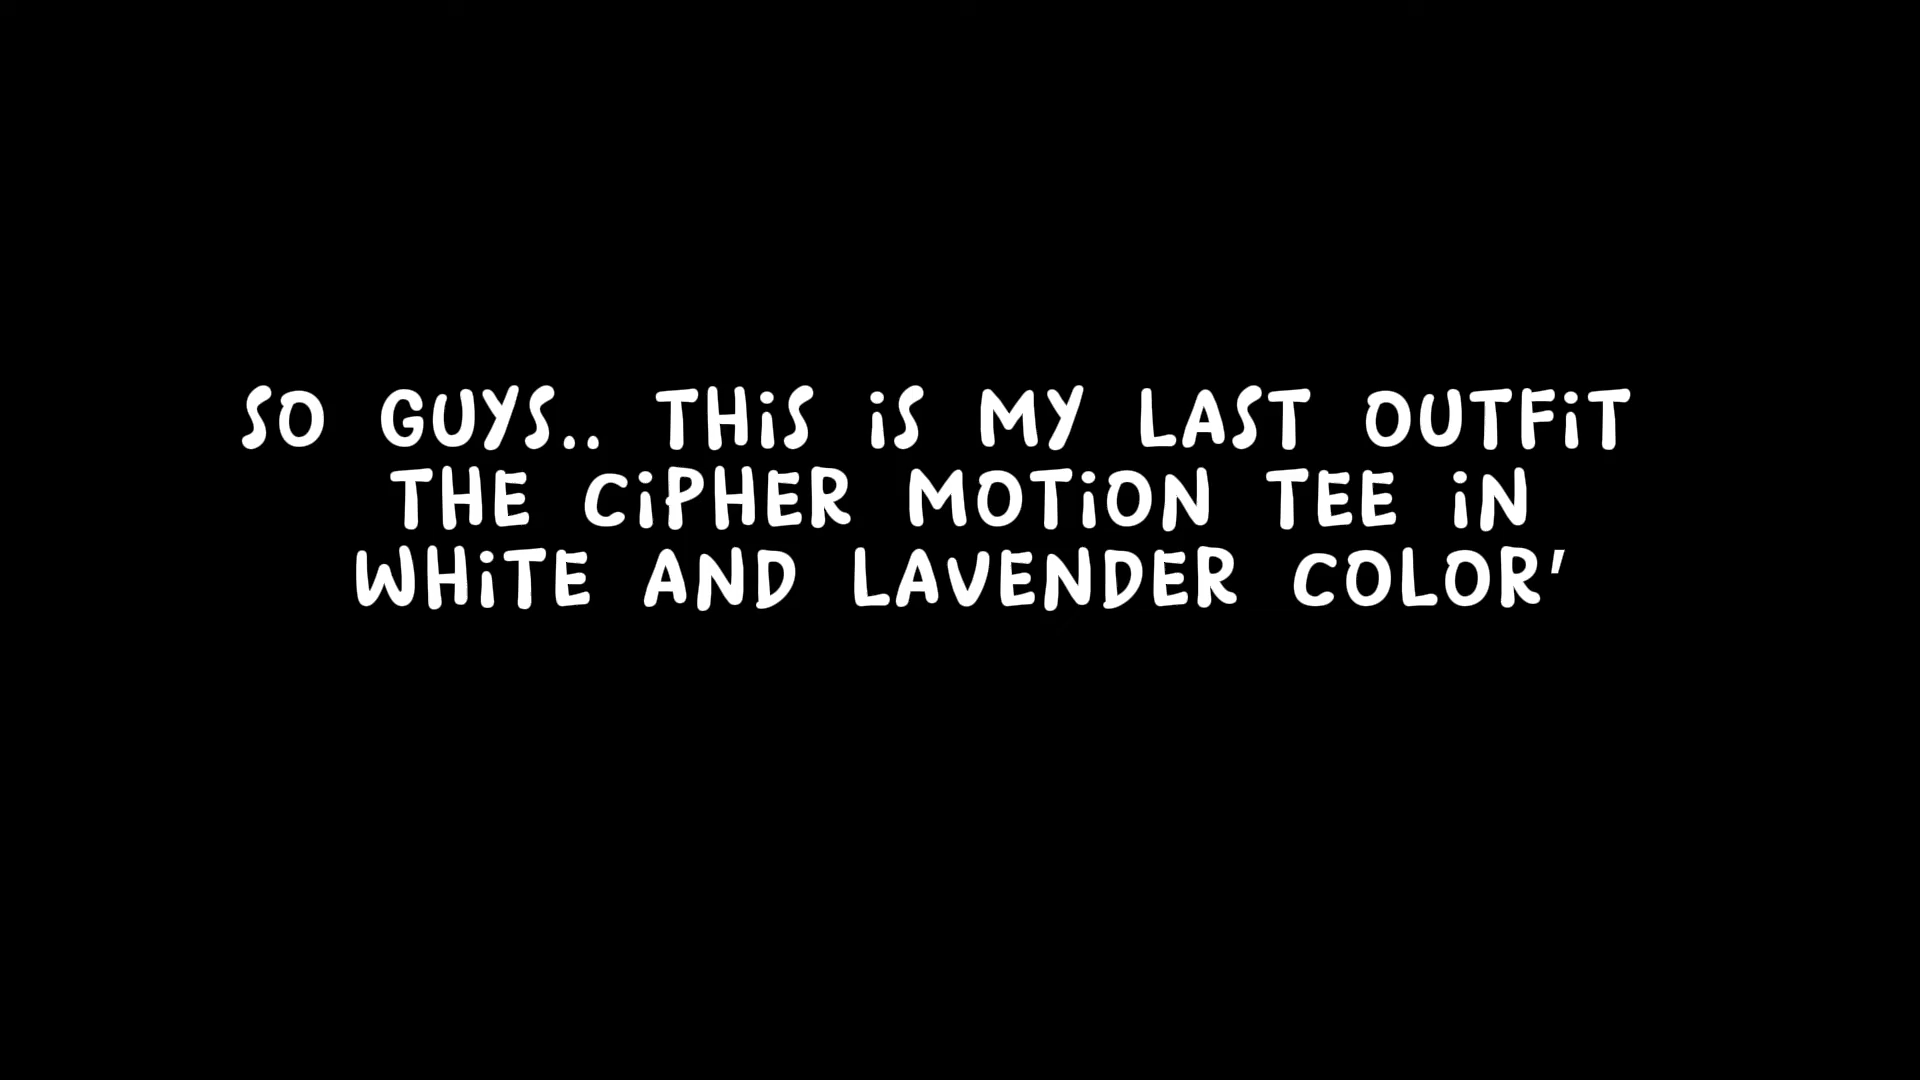 SO GUYS.. THiS iS MY LAST OUTFiT
THE CiPHER MOTiON TEE iN
WHiTE AND LAVENDER COLOR'